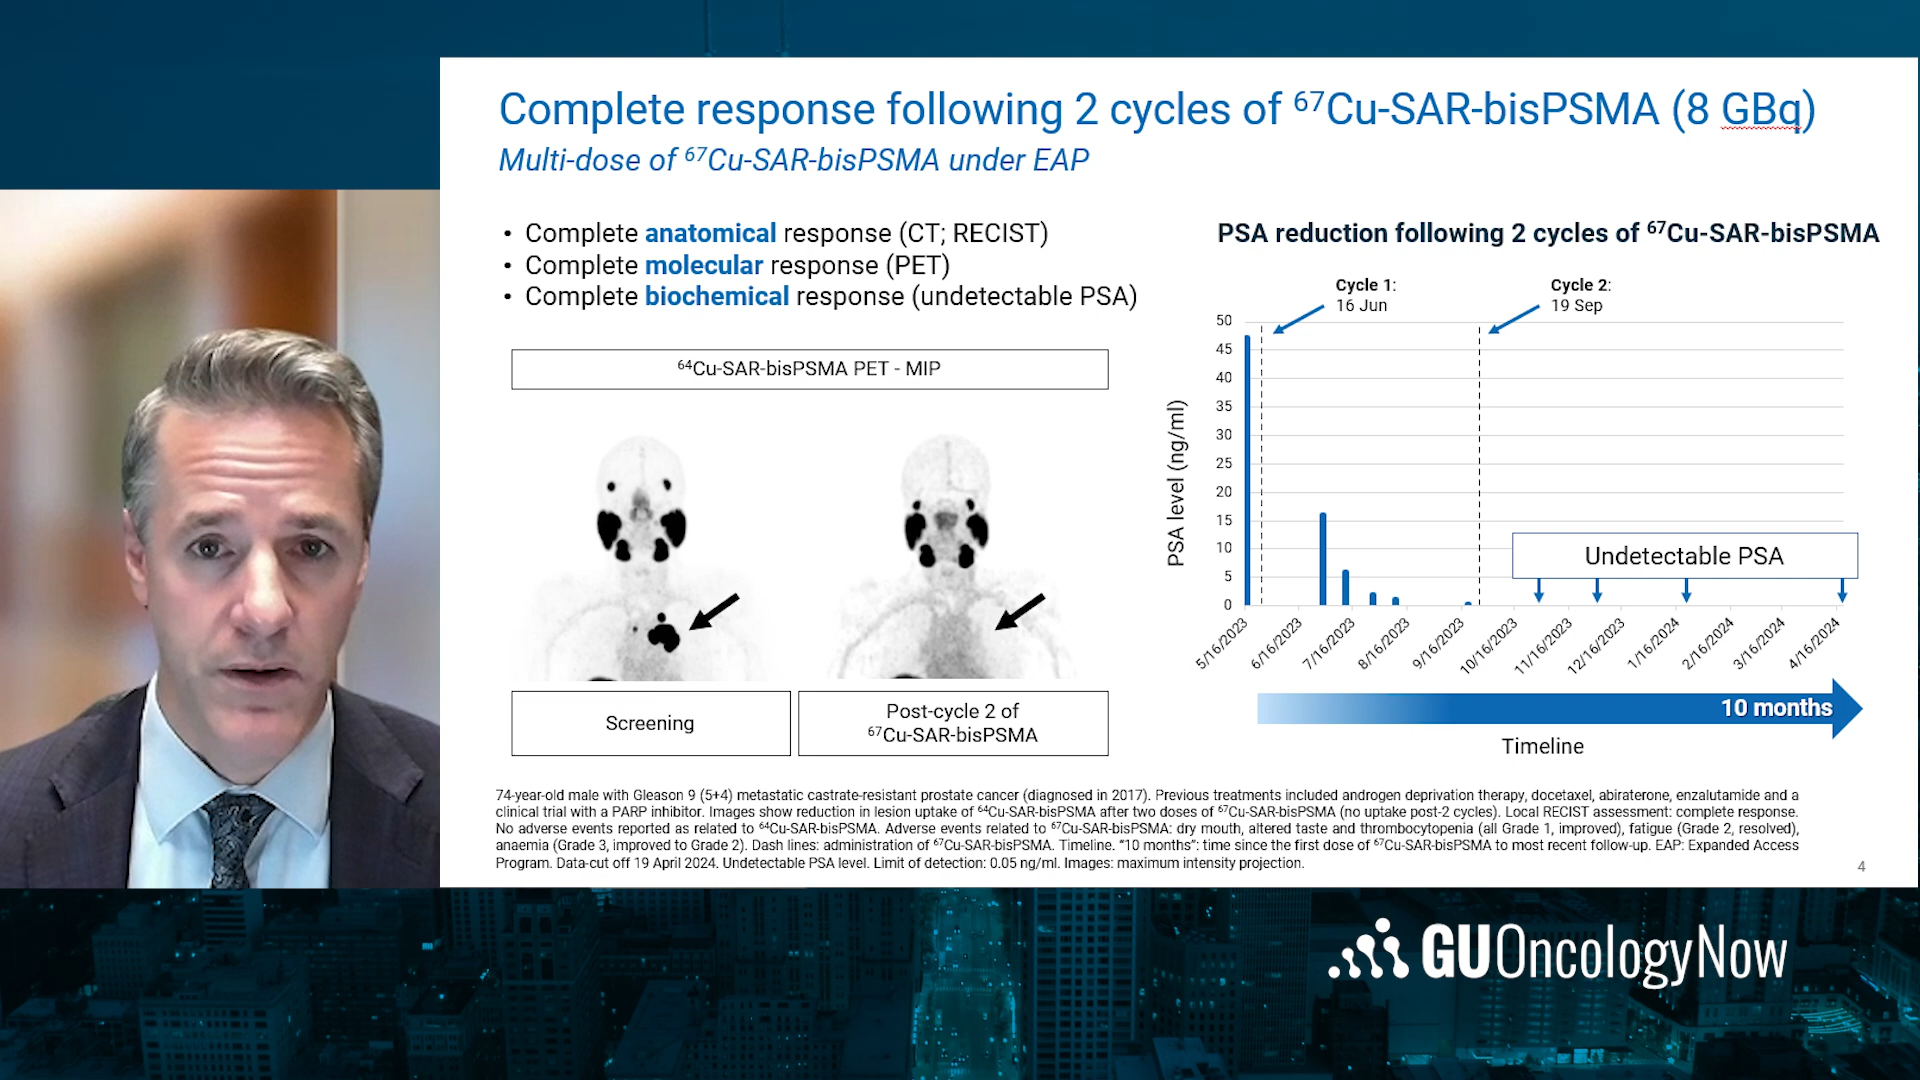 Complete response following 2 cycles of ⁶⁷Cu-SAR-bisPSMA (8 GBq)
Multi-dose of ⁶⁷Cu-SAR-bisPSMA under EAP
• Complete anatomical response (CT; RECIST)
• Complete molecular response (PET)
• Complete biochemical response (undetectable PSA)
⁶⁴Cu-SAR-bisPSMA PET - MIP
Screening
Post-cycle 2 of
⁶⁷Cu-SAR-bisPSMA
PSA reduction following 2 cycles of ⁶⁷Cu-SAR-bisPSMA
Cycle 1:
16 Jun
Cycle 2:
19 Sep
PSA level (ng/ml)
50
45
40
35
30
25
20
15
10
5
0
Undetectable PSA
5/16/2023
6/16/2023
7/16/2023
8/16/2023
9/16/2023
10/16/2023
11/16/2023
12/16/2023
1/16/2024
2/16/2024
3/16/2024
4/16/2024
10 months
Timeline
74-year-old male with Gleason 9 (5+4) metastatic castrate-resistant prostate cancer (diagnosed in 2017). Previous treatments included androgen deprivation therapy, docetaxel, abiraterone, enzalutamide and a
clinical trial with a PARP inhibitor. Images show reduction in lesion uptake of ⁶⁴Cu-SAR-bisPSMA after two doses of ⁶⁷Cu-SAR-bisPSMA (no uptake post-2 cycles). Local RECIST assessment: complete response.
No adverse events reported as related to ⁶⁴Cu-SAR-bisPSMA. Adverse events related to ⁶⁷Cu-SAR-bisPSMA: dry mouth, altered taste and thrombocytopenia (all Grade 1, improved), fatigue (Grade 2, resolved),
anaemia (Grade 3, improved to Grade 2). Dash lines: administration of ⁶⁷Cu-SAR-bisPSMA. Timeline. “10 months”: time since the first dose of ⁶⁷Cu-SAR-bisPSMA to most recent follow-up. EAP: Expanded Access
Program. Data-cut off 19 April 2024. Undetectable PSA level. Limit of detection: 0.05 ng/ml. Images: maximum intensity projection.
4
GUOncologyNow